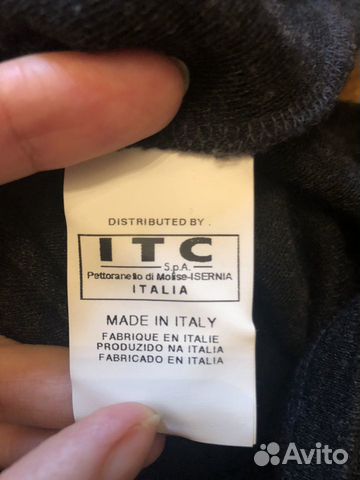 DISTRIBUTED BY.
ITC
S.p.A.
Pettoranello di Molise-ISERNIA
ITALIA
MADE IN ITALY
FABRIQUE EN ITALIE
PRODUZIDO NA ITALIA
FABRICADO EN ITALIA
Avito